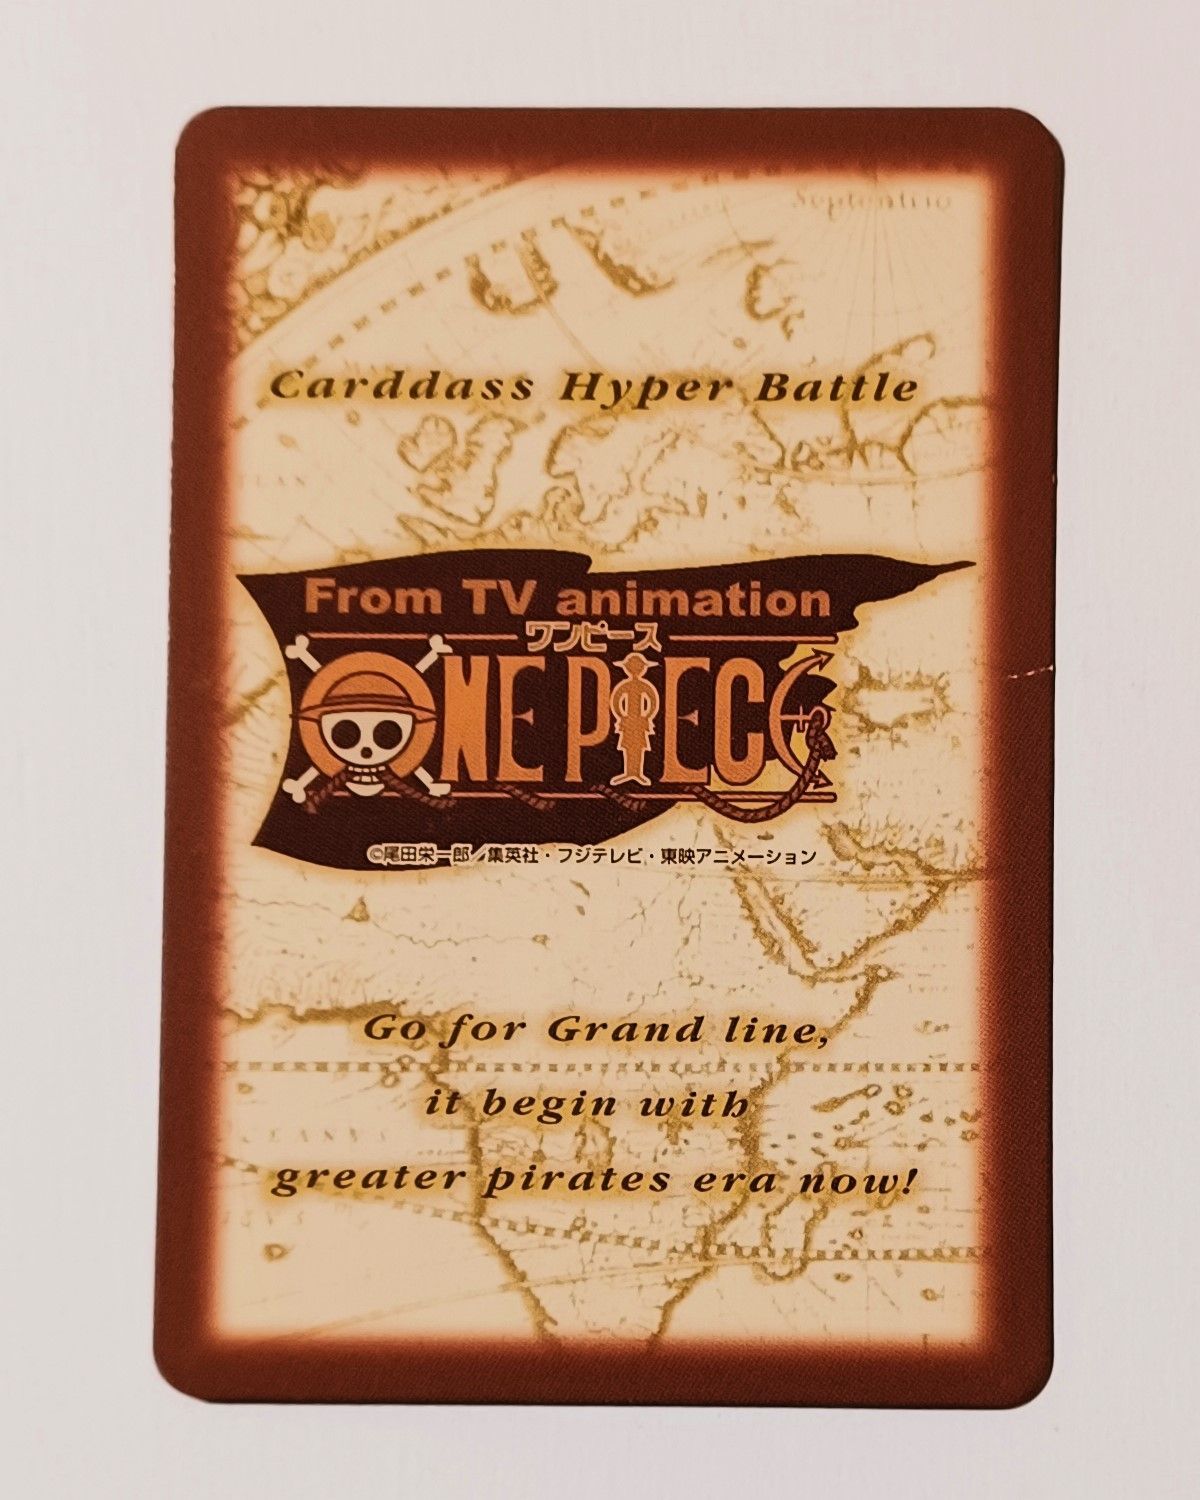 Septentrio
Carddass Hyper Battle
From TV animation
ワンピース
ONE PIECE
©尾田栄一郎／集英社・フジテレビ・東映アニメーション
Go for Grand line,
it begin with
greater pirates era now!